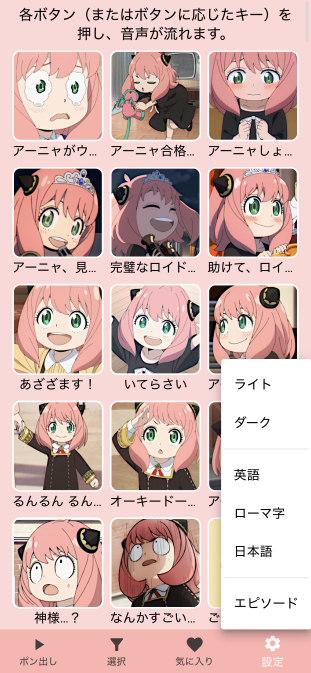 各ボタン（またはボタンに応じたキー）を
押し、音声が流れます。
アーニャがウ...
アーニャ合格...
アーニャしょ...
アーニャ、見...
完璧なロイド...
助けて、ロイ...
あざざます！
いてらさい
ア
るんるん るん...
オーキードー...
ア
神様...？
なんかすごい...
ご
ライト
ダーク
英語
ローマ字
日本語
エピソード
ポン出し
選択
気に入り
設定